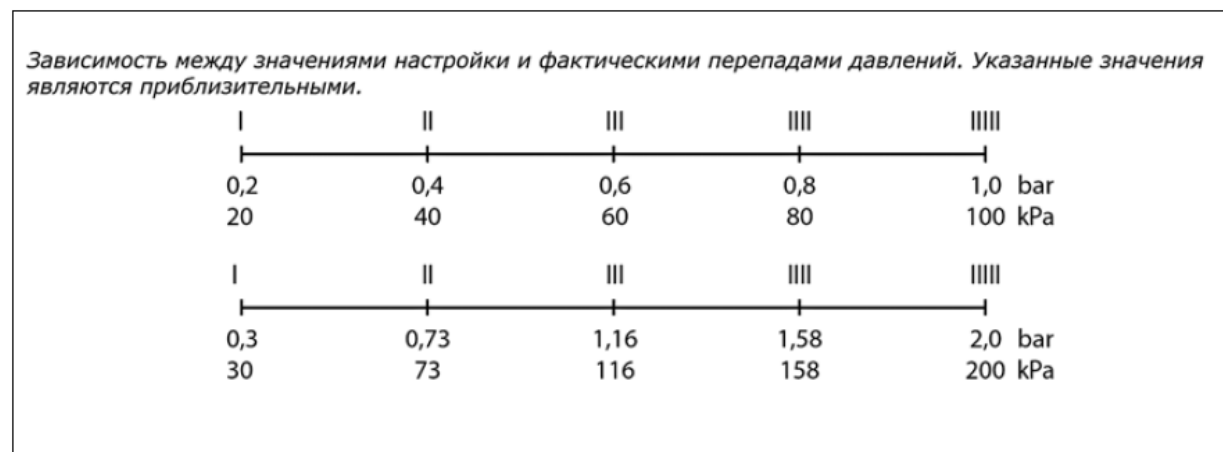 Зависимость между значениями настройки и фактическими перепадами давлений. Указанные значения
являются приблизительными.
I II III IIII IIIII
0,2 0,4 0,6 0,8 1,0 bar
20 40 60 80 100 kPa
I II III IIII IIIII
0,3 0,73 1,16 1,58 2,0 bar
30 73 116 158 200 kPa